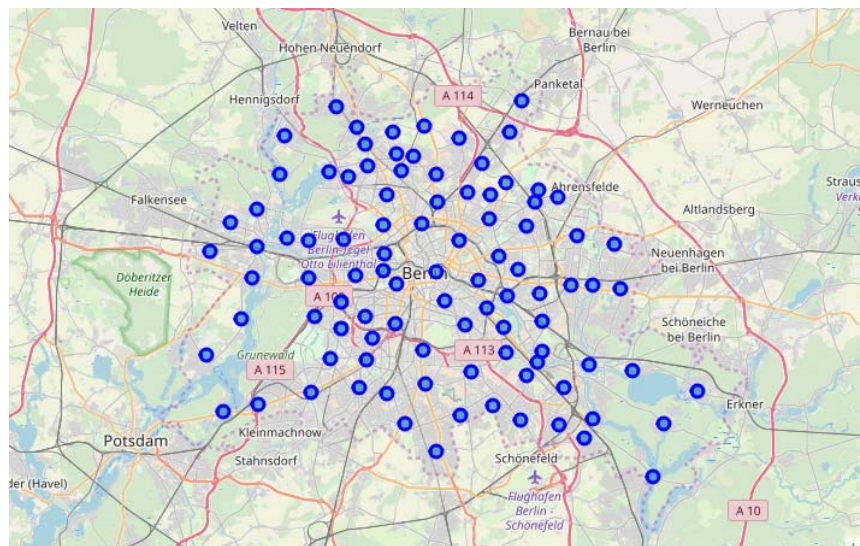 Velten
Hohen Neuendorf
Bernau bei
Berlin
Hennigsdorf
A 114
Panketal
Werneuchen
Falkensee
Ahrensfelde
Straus
Verk
Altlandsberg
Flughafen
Berlin-Tegel
Otto Lilienthal
Neuenhagen
bei Berlin
Döberitzer
Heide
Berlin
A 10
Schöneiche
bei Berlin
Grunewald
A 115
A 113
Erkner
Potsdam
Kleinmachnow
Stahnsdorf
Schönefeld
der (Havel)
Flughafen
Berlin -
Schönefeld
A 10